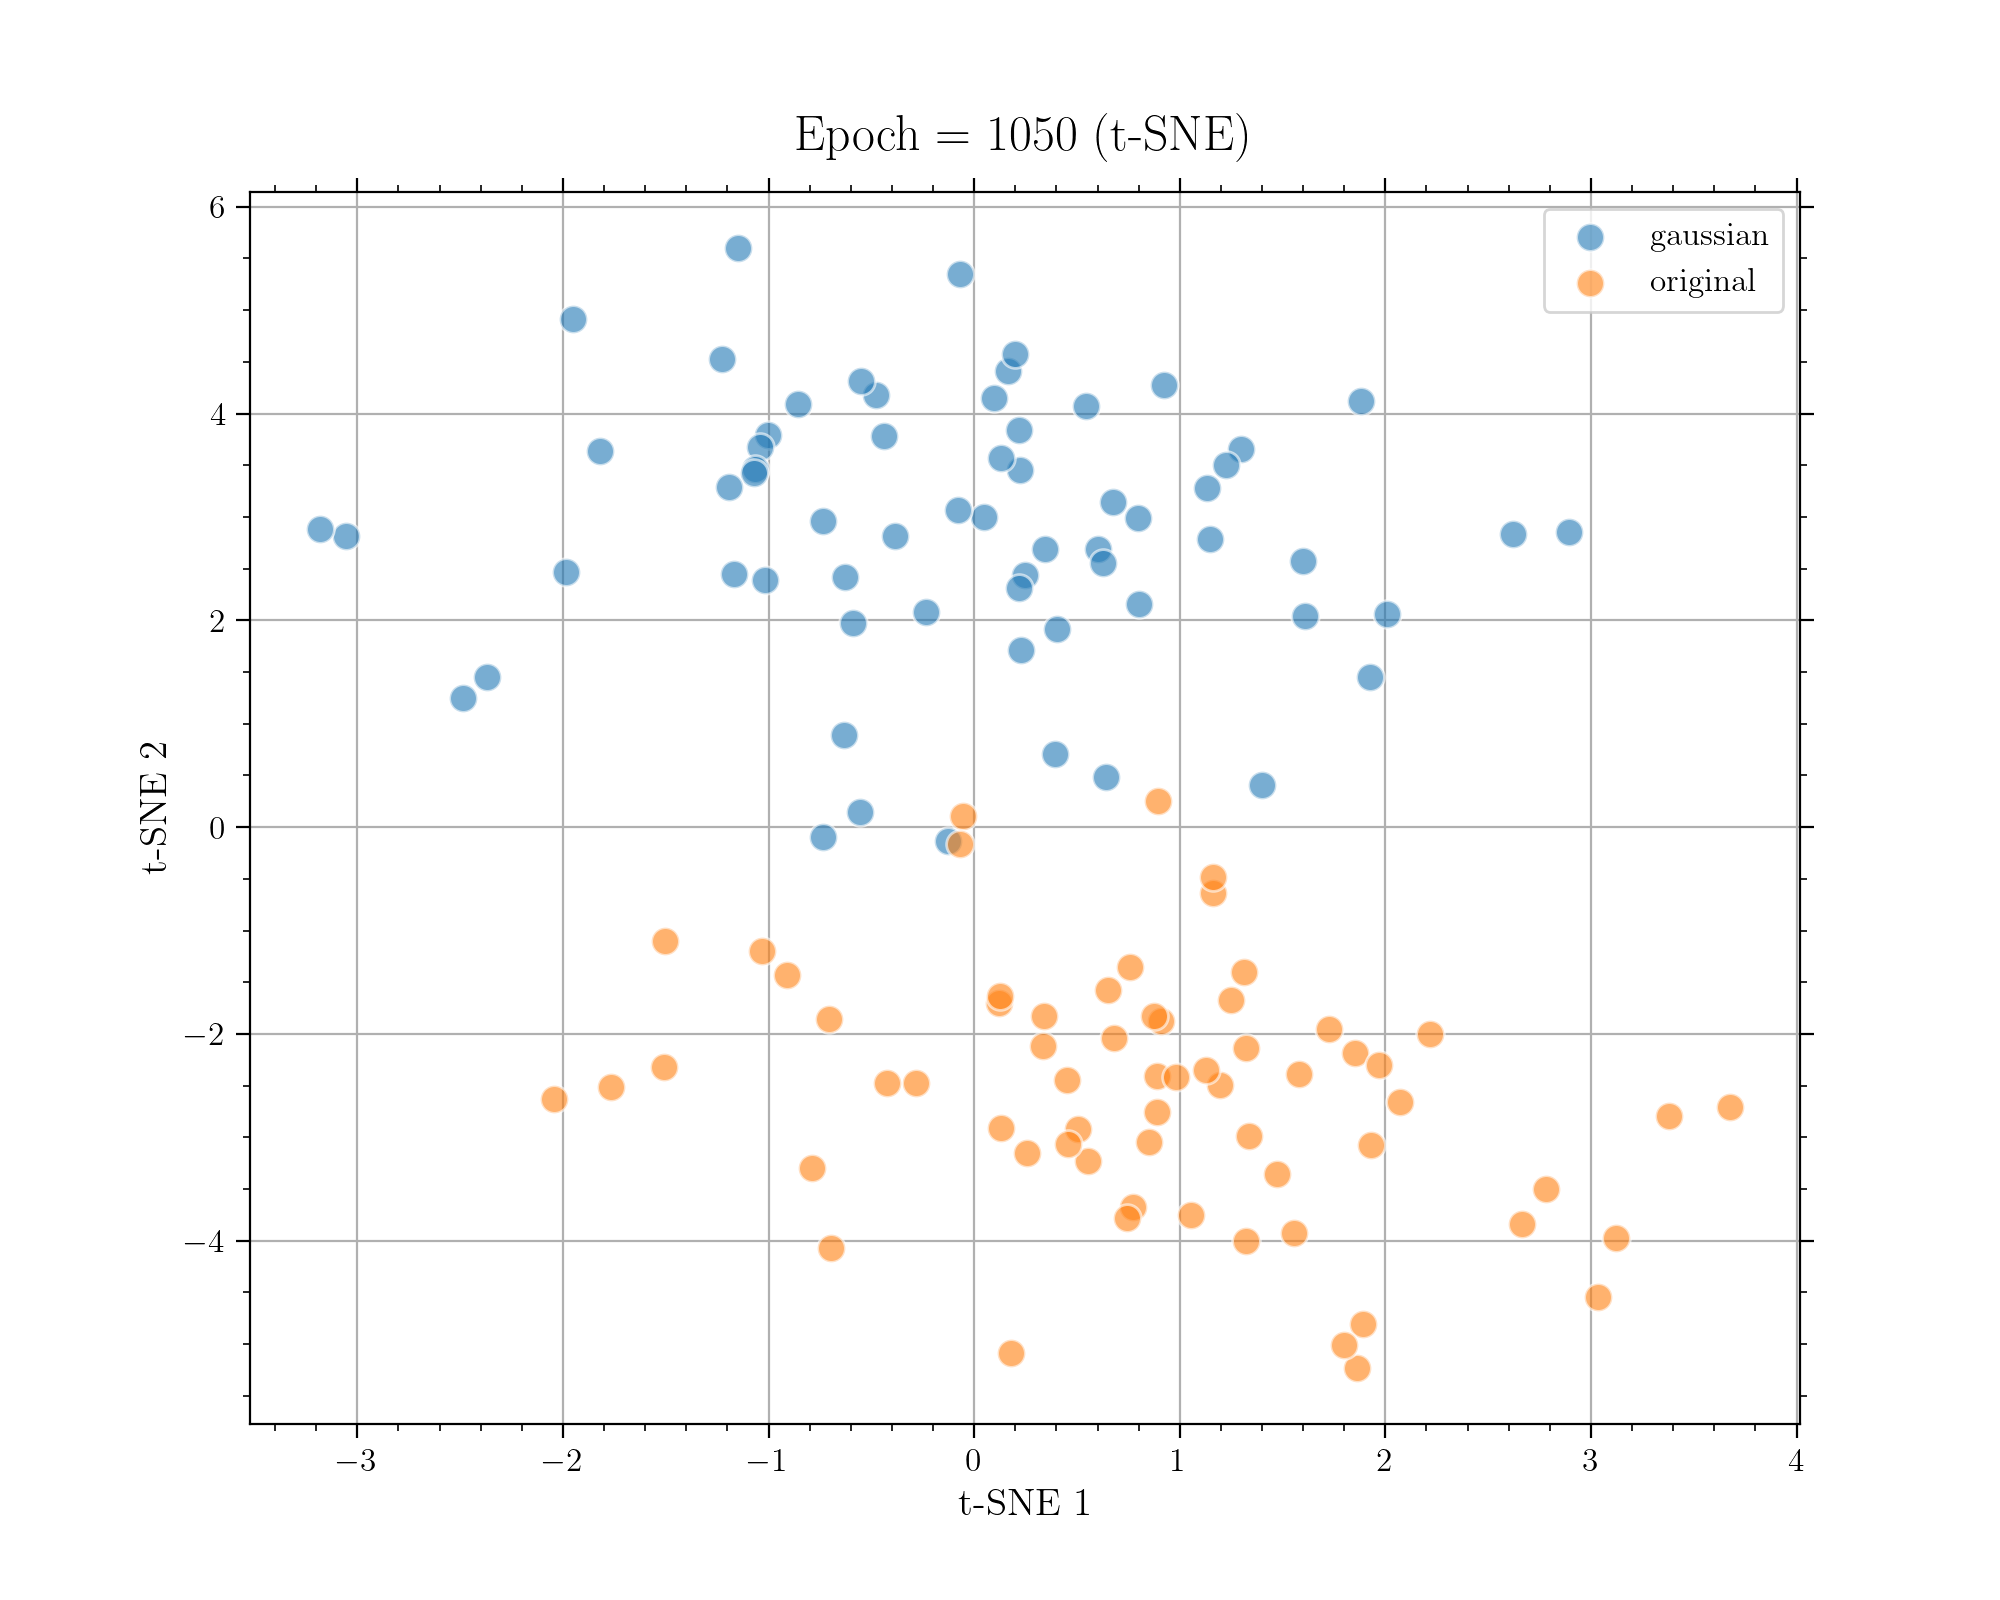 Epoch = 1050 (t-SNE)
gaussian
original
6
4
2
0
−2
−4
t-SNE 2
−3 −2 −1 0 1 2 3 4
t-SNE 1